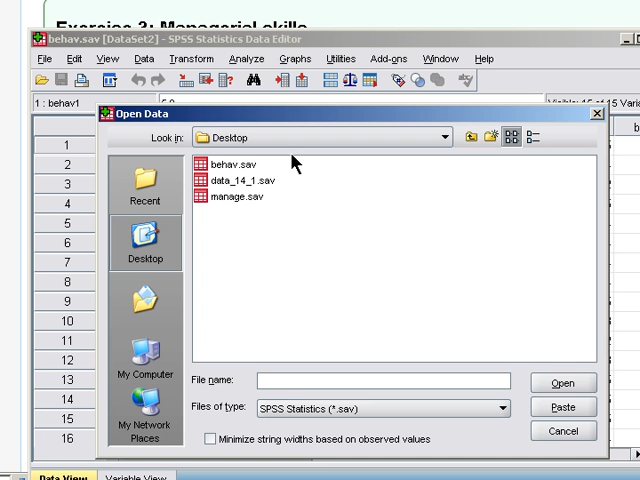 Exercise 3: Managerial skills
behav.sav [DataSet2] - SPSS Statistics Data Editor
File Edit View Data Transform Analyze Graphs Utilities Add-ons Window Help
1 : behav1
Open Data
Look in: Desktop
Recent
Desktop
My Computer
My Network Places
behav.sav
data_14_1.sav
manage.sav
File name:
Files of type: SPSS Statistics (*.sav)
Minimize string widths based on observed values
Open
Paste
Cancel
1
2
3
4
5
6
7
8
9
10
11
12
13
14
15
16
Data View Variable View